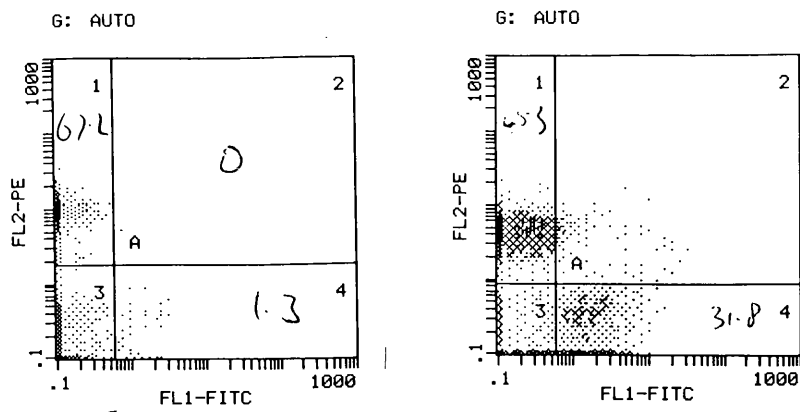 G: AUTO
1000
1
2
67.2
0
FL2-PE
A
3
4
1.3
.1
.1
1000
FL1-FITC
G: AUTO
1000
1
2
FL2-PE
A
3
31.8
4
.1
.1
1000
FL1-FITC